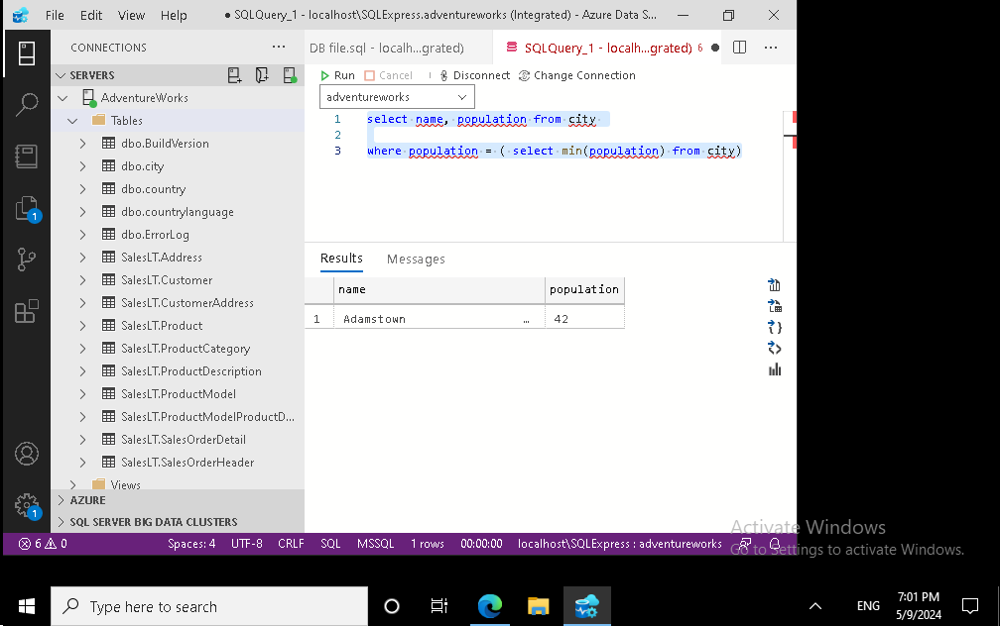 File Edit View Help
● SQLQuery_1 - localhost\SQLExpress.adventureworks (Integrated) - Azure Data S...
CONNECTIONS
SERVERS
AdventureWorks
Tables
dbo.BuildVersion
dbo.city
dbo.country
dbo.countrylanguage
dbo.ErrorLog
SalesLT.Address
SalesLT.Customer
SalesLT.CustomerAddress
SalesLT.Product
SalesLT.ProductCategory
SalesLT.ProductDescription
SalesLT.ProductModel
SalesLT.ProductModelProductD...
SalesLT.SalesOrderDetail
SalesLT.SalesOrderHeader
Views
AZURE
SQL SERVER BIG DATA CLUSTERS
1
1
DB file.sql - localh...grated)
SQLQuery_1 - localh...grated) 6 ●
Run Cancel Disconnect Change Connection
adventureworks
1 select name, population from city
2
3 where population = ( select min(population) from city)
Results Messages
name population
1 Adamstown ... 42
6 0 Spaces: 4 UTF-8 CRLF SQL MSSQL 1 rows 00:00:00 localhost\SQLExpress : adventureworks
Activate Windows
Go to Settings to activate Windows.
Type here to search
ENG
7:01 PM
5/9/2024